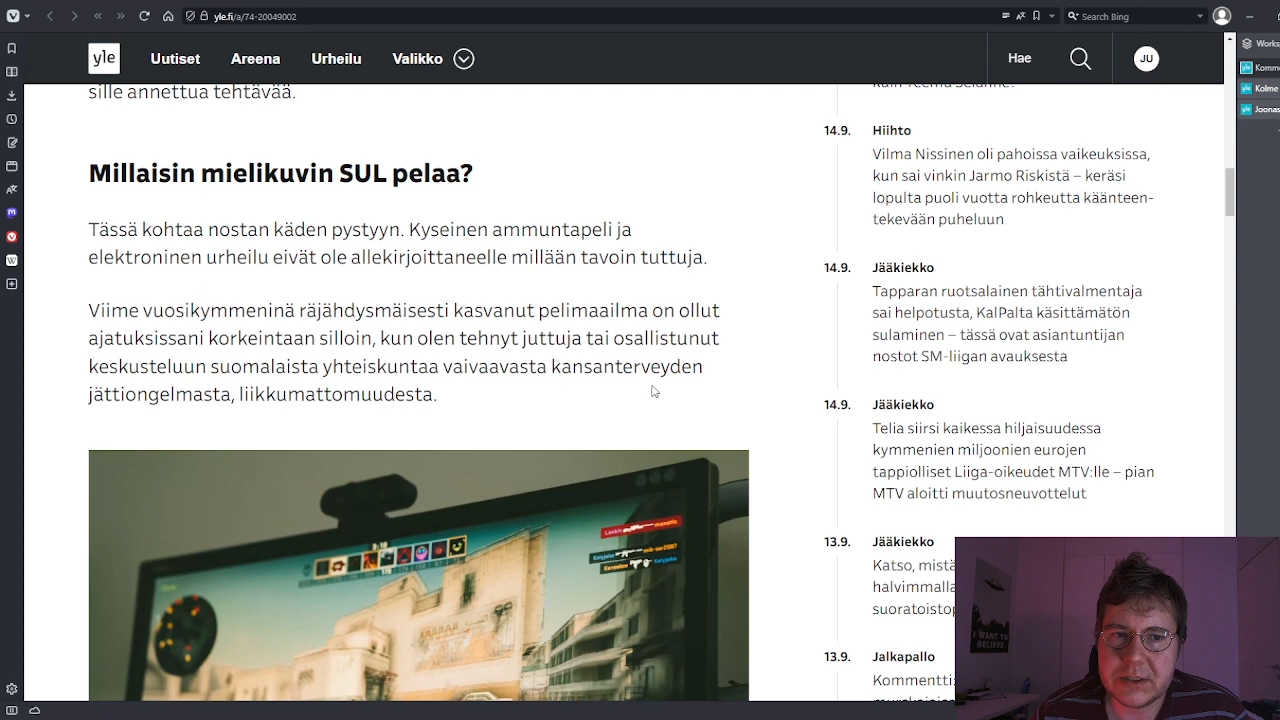 yle.fi/a/74-20049002
Search Bing
Works
yle
Uutiset
Areena
Urheilu
Valikko
Hae
JU
Komme
Kolme
Joonas
sille annettua tehtävää.
Millaisin mielikuvin SUL pelaa?
Tässä kohtaa nostan käden pystyyn. Kyseinen ammuntapeli ja
elektroninen urheilu eivät ole allekirjoittaneelle millään tavoin tuttuja.
Viime vuosikymmeninä räjähdysmäisesti kasvanut pelimaailma on ollut
ajatuksissani korkeintaan silloin, kun olen tehnyt juttuja tai osallistunut
keskusteluun suomalaista yhteiskuntaa vaivaavasta kansanterveyden
jättiongelmasta, liikkumattomuudesta.
14.9. Hiihto
Vilma Nissinen oli pahoissa vaikeuksissa,
kun sai vinkin Jarmo Riskistä – keräsi
lopulta puoli vuotta rohkeutta käänteen-
tekevään puheluun
14.9. Jääkiekko
Tapparan ruotsalainen tähtivalmentaja
sai helpotusta, KalPalta käsittämätön
sulaminen – tässä ovat asiantuntijan
nostot SM-liigan avauksesta
14.9. Jääkiekko
Telia siirsi kaikessa hiljaisuudessa
kymmenien miljoonien eurojen
tappiolliset Liiga-oikeudet MTV:lle – pian
MTV aloitti muutosneuvottelut
13.9. Jääkiekko
Katso, mistä
halvimmalla
suoratoistop
13.9. Jalkapallo
Kommentti
I WANT TO
BELIEVE